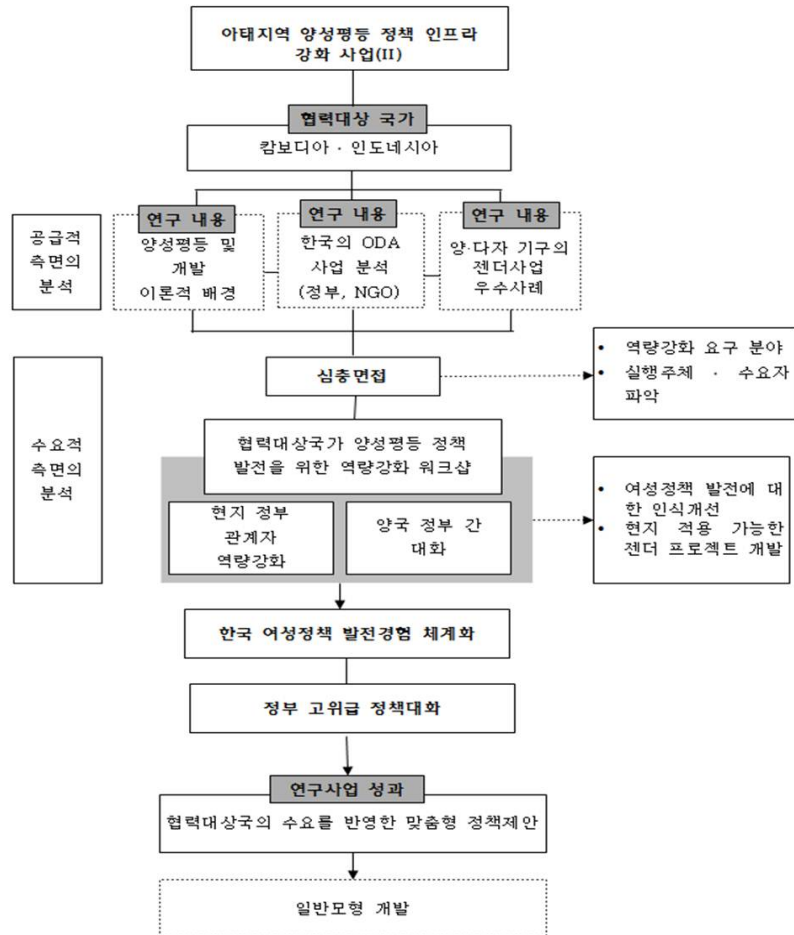 아태지역 양성평등 정책 인프라
강화 사업(II)
협력대상 국가
캄보디아 · 인도네시아
공급적
측면의
분석
연구 내용
양성평등 및
개발
이론적 배경
연구 내용
한국의 ODA
사업 분석
(정부, NGO)
연구 내용
양·다자 기구의
젠더사업
우수사례
심충면접
• 역량강화 요구 분야
• 실행주체 · 수요자
파악
수요적
측면의
분석
협력대상국가 양성평등 정책
발전을 위한 역량강화 워크샵
현지 정부
관계자
역량강화
양국 정부 간
대화
• 여성정책 발전에 대
한 인식개선
• 현지 적용 가능한
젠더 프로젝트 개발
한국 여성정책 발전경험 체계화
정부 고위급 정책대화
연구사업 성과
협력대상국의 수요를 반영한 맞춤형 정책제안
일반모형 개발